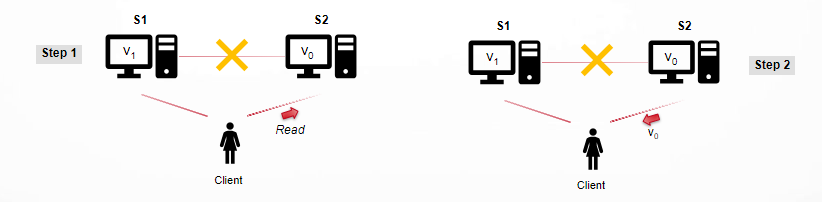 S1
S2
Step 1
V1
V0
Read
Client
S1
S2
V1
V0
Step 2
v0
Client